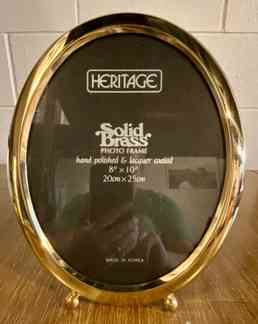 HERITAGE
Solid
Brass
PHOTO FRAME
hand polished & lacquer coated
8" × 10"
20cm × 25cm
MADE IN KOREA